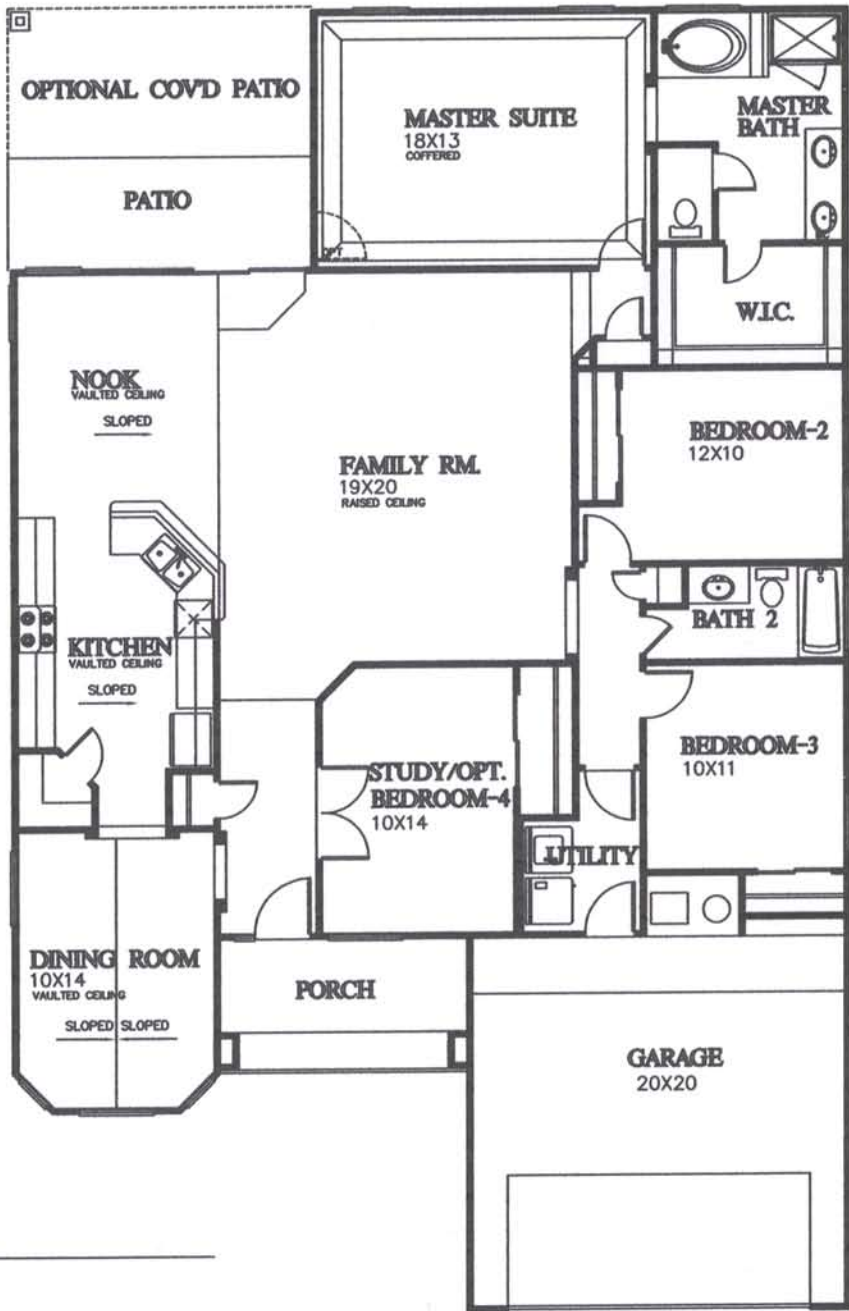 OPTIONAL COV'D PATIO
MASTER SUITE
18X13
COFFERED
MASTER
BATH
PATIO
OPT
W.I.C.
NOOK
VAULTED CEILING
SLOPED
BEDROOM-2
12X10
FAMILY RM.
19X20
RAISED CEILING
BATH 2
KITCHEN
VAULTED CEILING
SLOPED
BEDROOM-3
10X11
STUDY/OPT.
BEDROOM-4
10X14
UTILITY
DINING ROOM
10X14
VAULTED CEILING
SLOPED SLOPED
PORCH
GARAGE
20X20